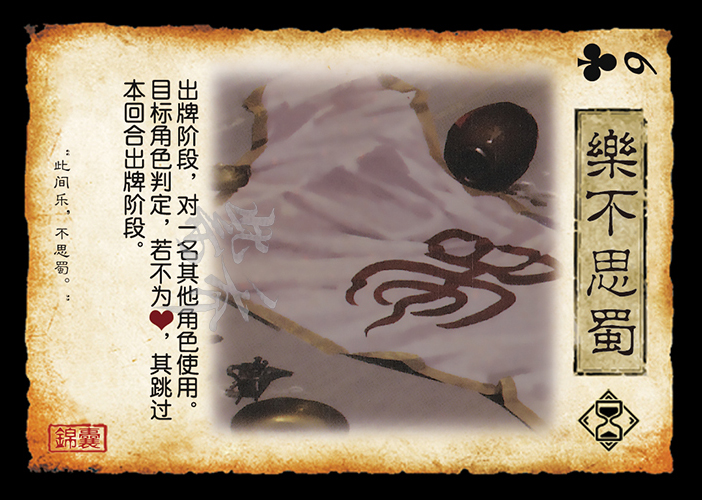 6
樂不思蜀
出牌阶段，对一名其他角色使用。
目标角色判定，若不为❤，其跳过
本回合出牌阶段。
“此间乐，不思蜀。”
錦囊